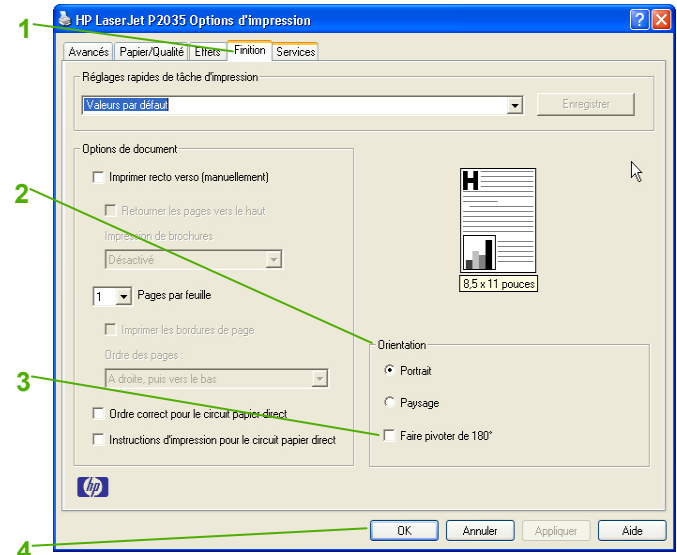 HP LaserJet P2035 Options d'impression
1
Avancés Papier/Qualité Effets Finition Services
Réglages rapides de tâche d'impression
Valeurs par défaut Enregistrer
Options de document
Imprimer recto verso (manuellement)
2
Retourner les pages vers le haut
Impression de brochures
Désactivé
H
8,5 x 11 pouces
1 Pages par feuille
Imprimer les bordures de page
Ordre des pages :
A droite, puis vers le bas
Orientation
Portrait
3
Paysage
Ordre correct pour le circuit papier direct
Instructions d'impression pour le circuit papier direct
Faire pivoter de 180°
hp
4
OK Annuler Appliquer Aide